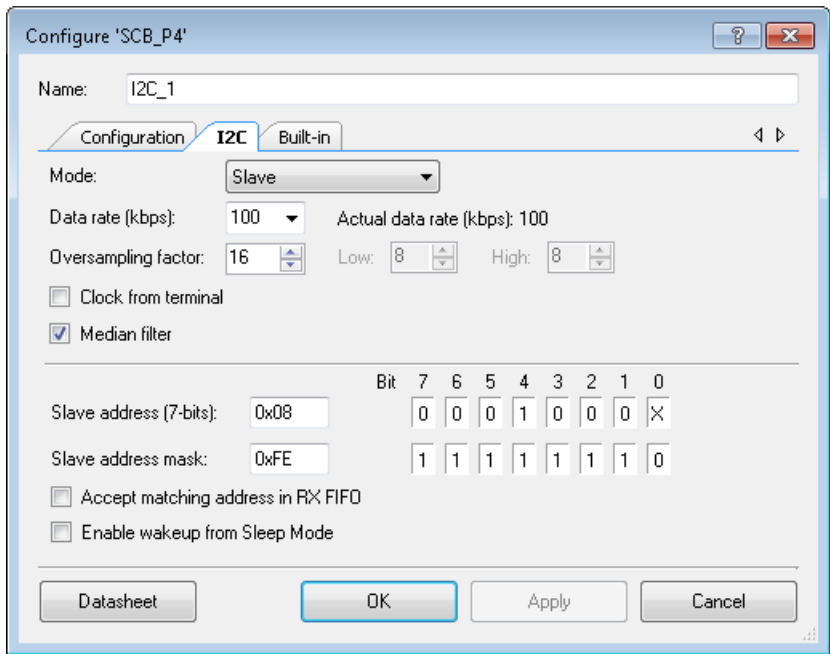 Configure 'SCB_P4'
Name: I2C_1
Configuration I2C Built-in
Mode: Slave
Data rate (kbps): 100 Actual data rate (kbps): 100
Oversampling factor: 16 Low: 8 High: 8
Clock from terminal
Median filter
Bit 7 6 5 4 3 2 1 0
Slave address (7-bits): 0x08 0 0 0 1 0 0 0 X
Slave address mask: 0xFE 1 1 1 1 1 1 1 0
Accept matching address in RX FIFO
Enable wakeup from Sleep Mode
Datasheet OK Apply Cancel